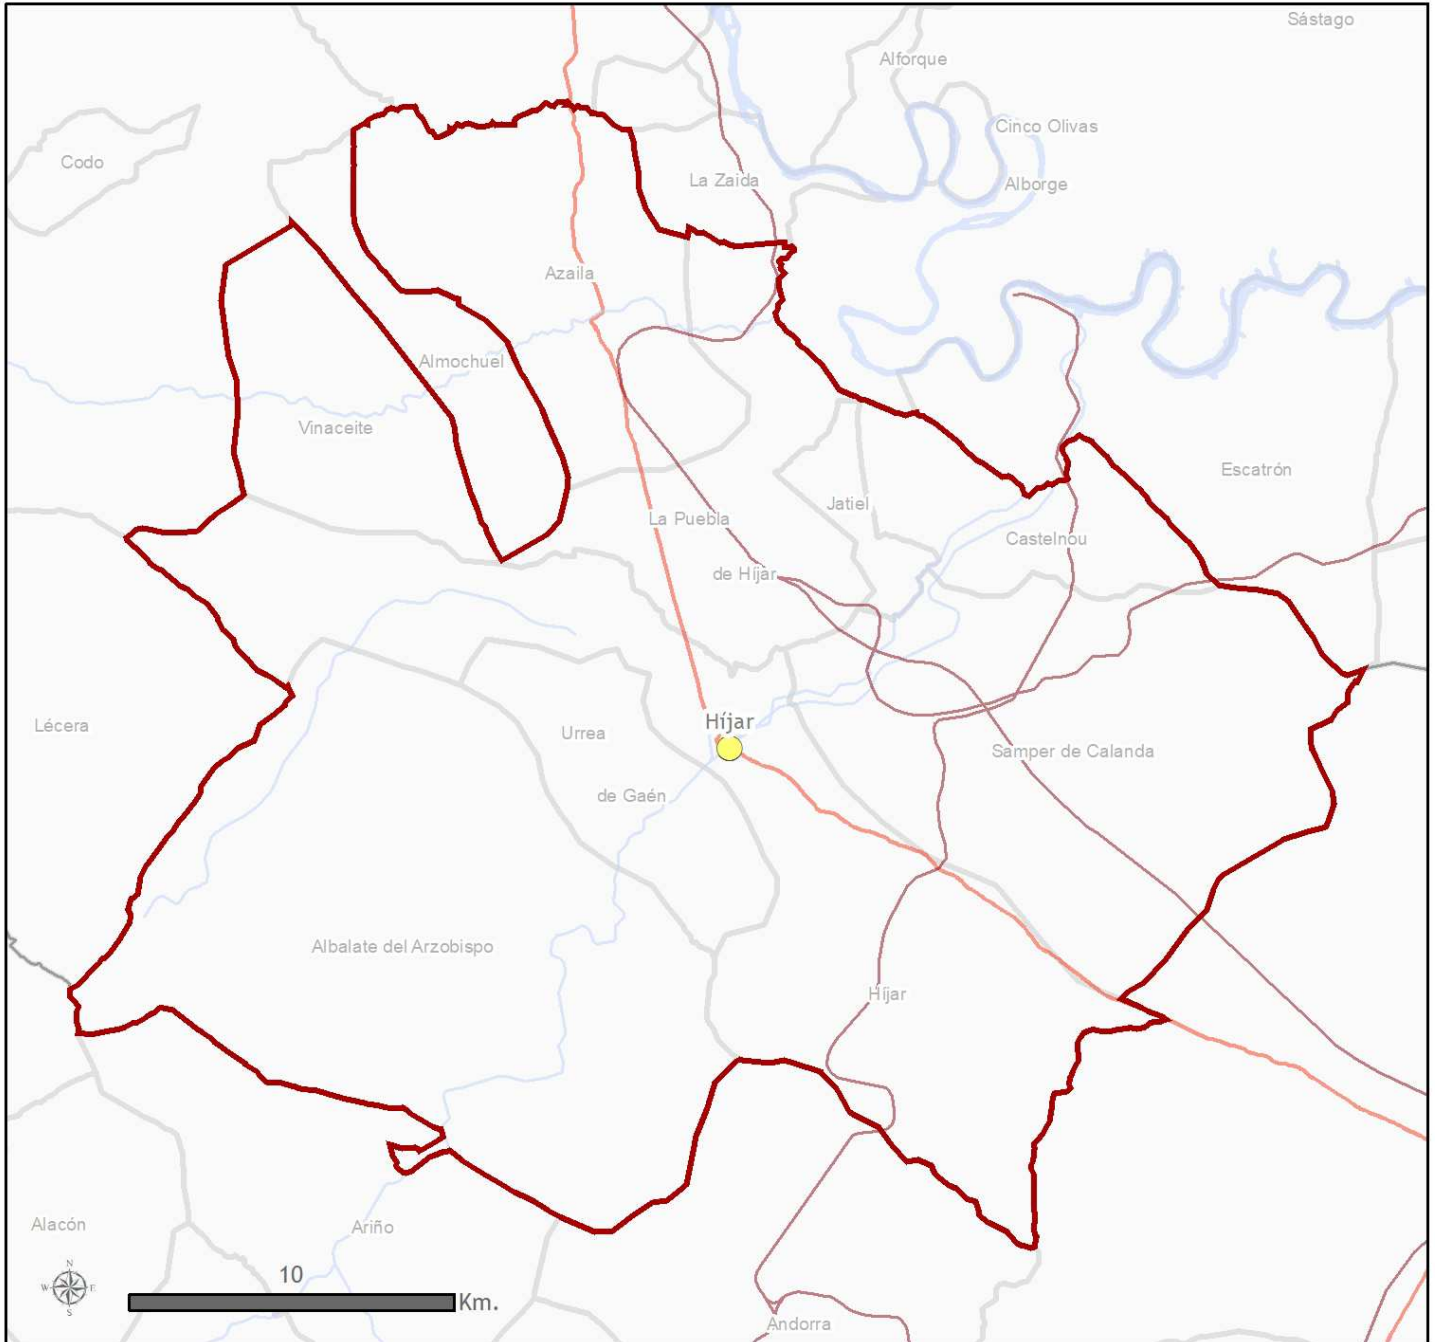 Sástago
Alforque
Cinco Olivas
Codo
La Zaida
Alborge
Azaila
Almochuel
Vinaceite
Escatrón
Jatiel
La Puebla
Castelnou
de Híjar
Híjar
Lécera
Urrea
Samper de Calanda
de Gaén
Albalate del Arzobispo
Híjar
Alacón
Ariño
N
W
E
S
10
Km.
Andorra